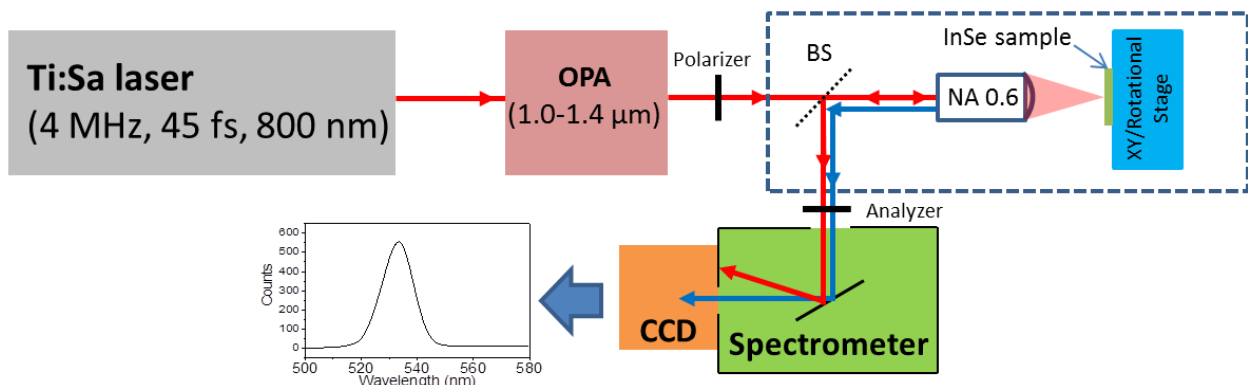 Ti:Sa laser
(4 MHz, 45 fs, 800 nm)
OPA
(1.0-1.4 µm)
Polarizer
BS
NA 0.6
InSe sample
XY/Rotational
Stage
Analyzer
Spectrometer
CCD
Counts
600
500
400
300
200
100
0
500
520
540
560
580
Wavelength (nm)